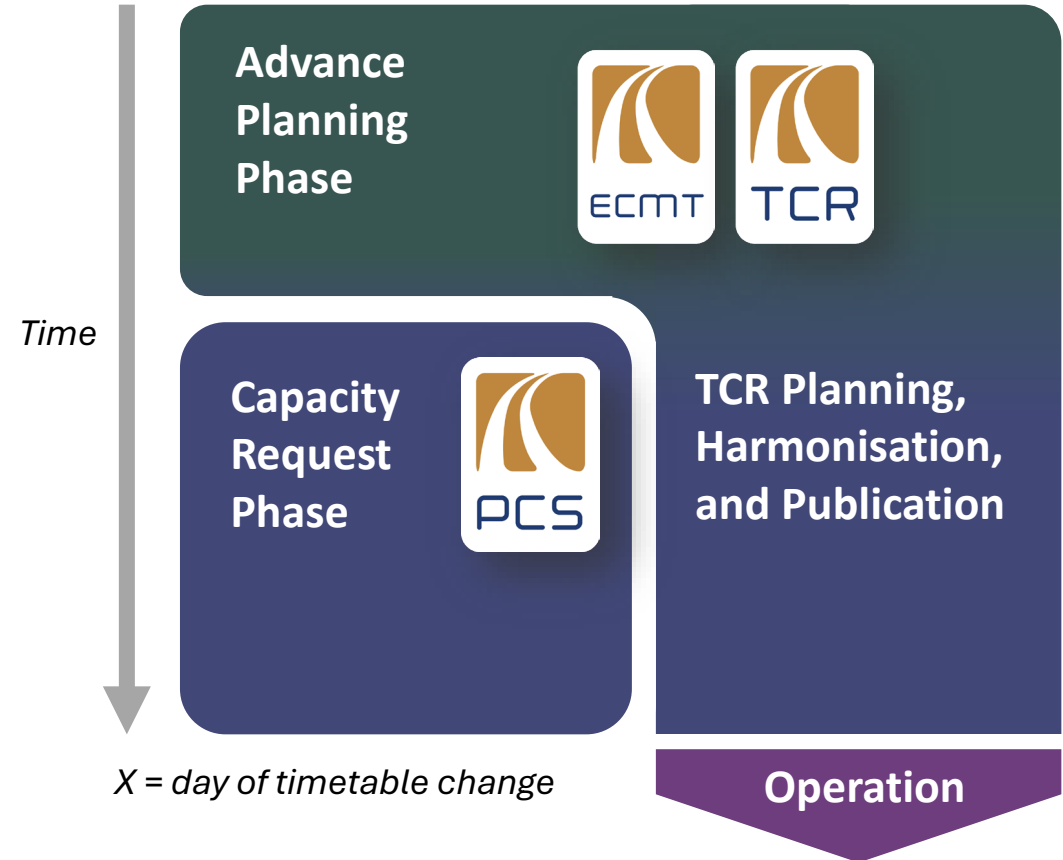 Advance
Planning
Phase
ECMT
TCR
Time
Capacity
Request
Phase
PCS
TCR Planning,
Harmonisation,
and Publication
X = day of timetable change
Operation